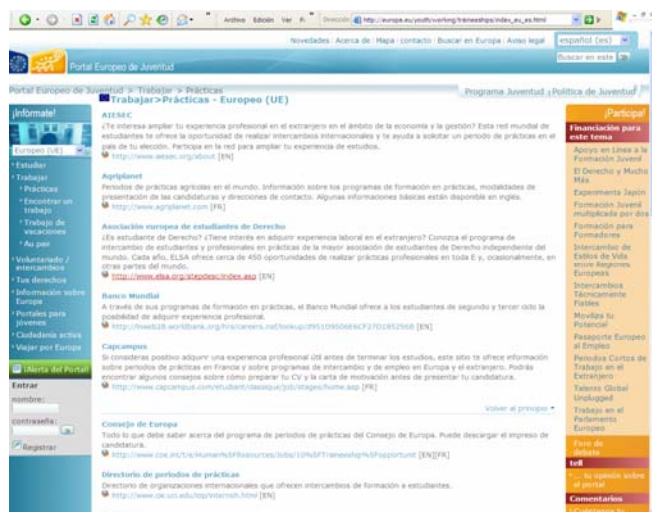 Archivo Edición Ver
Dirección http://europa.eu/youth/working/traineeships/index_eu_es.html
Novedades | Acerca de | Mapa | contacto | Buscar en Europa | Aviso legal
español (es)
Buscar en este
Portal Europeo de Juventud
Portal Europeo de Juventud > Trabajar > Prácticas
Programa Juventud | Política de Juventud
Trabajar>Prácticas - Europeo (UE)
¡Infórmate!
Europeo (UE)
Estudiar
Trabajar
Prácticas
Encontrar un
trabajo
Trabajo de
vacaciones
Au pair
Voluntariado /
intercambios
Tus derechos
Información sobre
Europa
Portales para
jóvenes
Ciudadanía activa
Viajar por Europa
¡Alerta del Portal!
Entrar
nombre:
contraseña:
Registrar
AIESEC
¿Te interesa ampliar tu experiencia profesional en el extranjero en el ámbito de la economía y la gestión? Esta red mundial de
estudiantes te ofrece la oportunidad de realizar intercambios internacionales y te ayuda a solicitar un período de prácticas en el
país de tu elección. Participa en la red para ampliar tu experiencia de estudios.
http://www.aiesec.org/about [EN]
Agriplanet
Periodos de prácticas agrícolas en el mundo. Información sobre los programas de formación en prácticas, modalidades de
presentación de las candidaturas y direcciones de contacto. Algunas informaciones básicas están disponible en inglés.
http://www.agriplanet.com [FR]
Asociación europea de estudiantes de Derecho
¿Es estudiante de Derecho? ¿Tiene interés en adquirir experiencia laboral en el extranjero? Conozca el programa de
intercambio de estudiantes y profesionales en prácticas de la mayor asociación de estudiantes de Derecho independiente del
mundo. Cada año, ELSA ofrece cerca de 450 oportunidades de realizar prácticas profesionales en toda E y, ocasionalmente, en
otras partes del mundo.
http://www.elsa.org/stepdesc/index.asp [EN]
Banco Mundial
A través de sus programas de formación en prácticas, el Banco Mundial ofrece a los estudiantes de segundo y tercer ciclo la
posibilidad de adquirir experiencia profesional.
[EN]
Capcampus
Si consideras positivo adquirir una experiencia profesional útil antes de terminar los estudios, este sitio te ofrece información
sobre periodos de prácticas en Francia y sobre programas de intercambio y de empleo en Europa y el extranjero. Podrás
encontrar algunos consejos sobre cómo preparar tu CV y la carta de motivación antes de presentar tu candidatura.
http://www.capcampus.com/etudiant/classique/job/stages/home.asp [FR]
Volver al principio
Consejo de Europa
Todo lo que debe saber acerca del programa de periodos de prácticas del Consejo de Europa. Puede descargar el impreso de
candidatura.
[EN][FR]
Directorio de periodos de prácticas
Directorio de organizaciones internacionales que ofrecen intercambios de formación a estudiantes.
http://www.cie.uci.edu/iop/internsh.html [EN]
¡Participa!
Financiación para
este tema
Apoyo en Línea a la
Formación Juvenil
El Derecho y Mucho
Más
Experimenta Japón
Formación Juvenil
multiplicada por dos
Formación para
Formadores
Intercambio de
Estilos de Vida
entre Regiones
Europeas
Intercambios
Técnicamente
Fiables
Moviliza tu
Potencial
Pasaporte Europeo
al Empleo
Periodos Cortos de
Trabajo en el
Extranjero
Talento Global
Unplugged
Trabajo en el
Parlamento
Europeo
Foro de
debate
tell
... tu opinión sobre
el portal
Comentarios